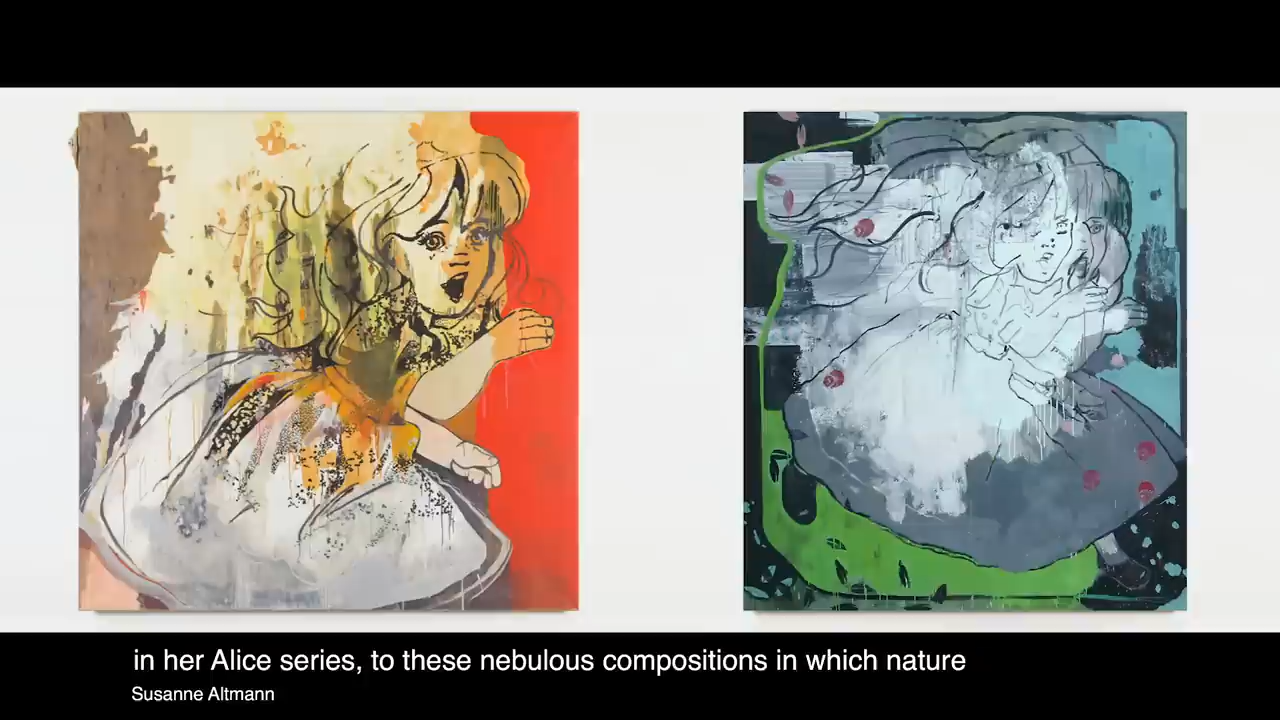 in her Alice series, to these nebulous compositions in which nature
Susanne Altmann